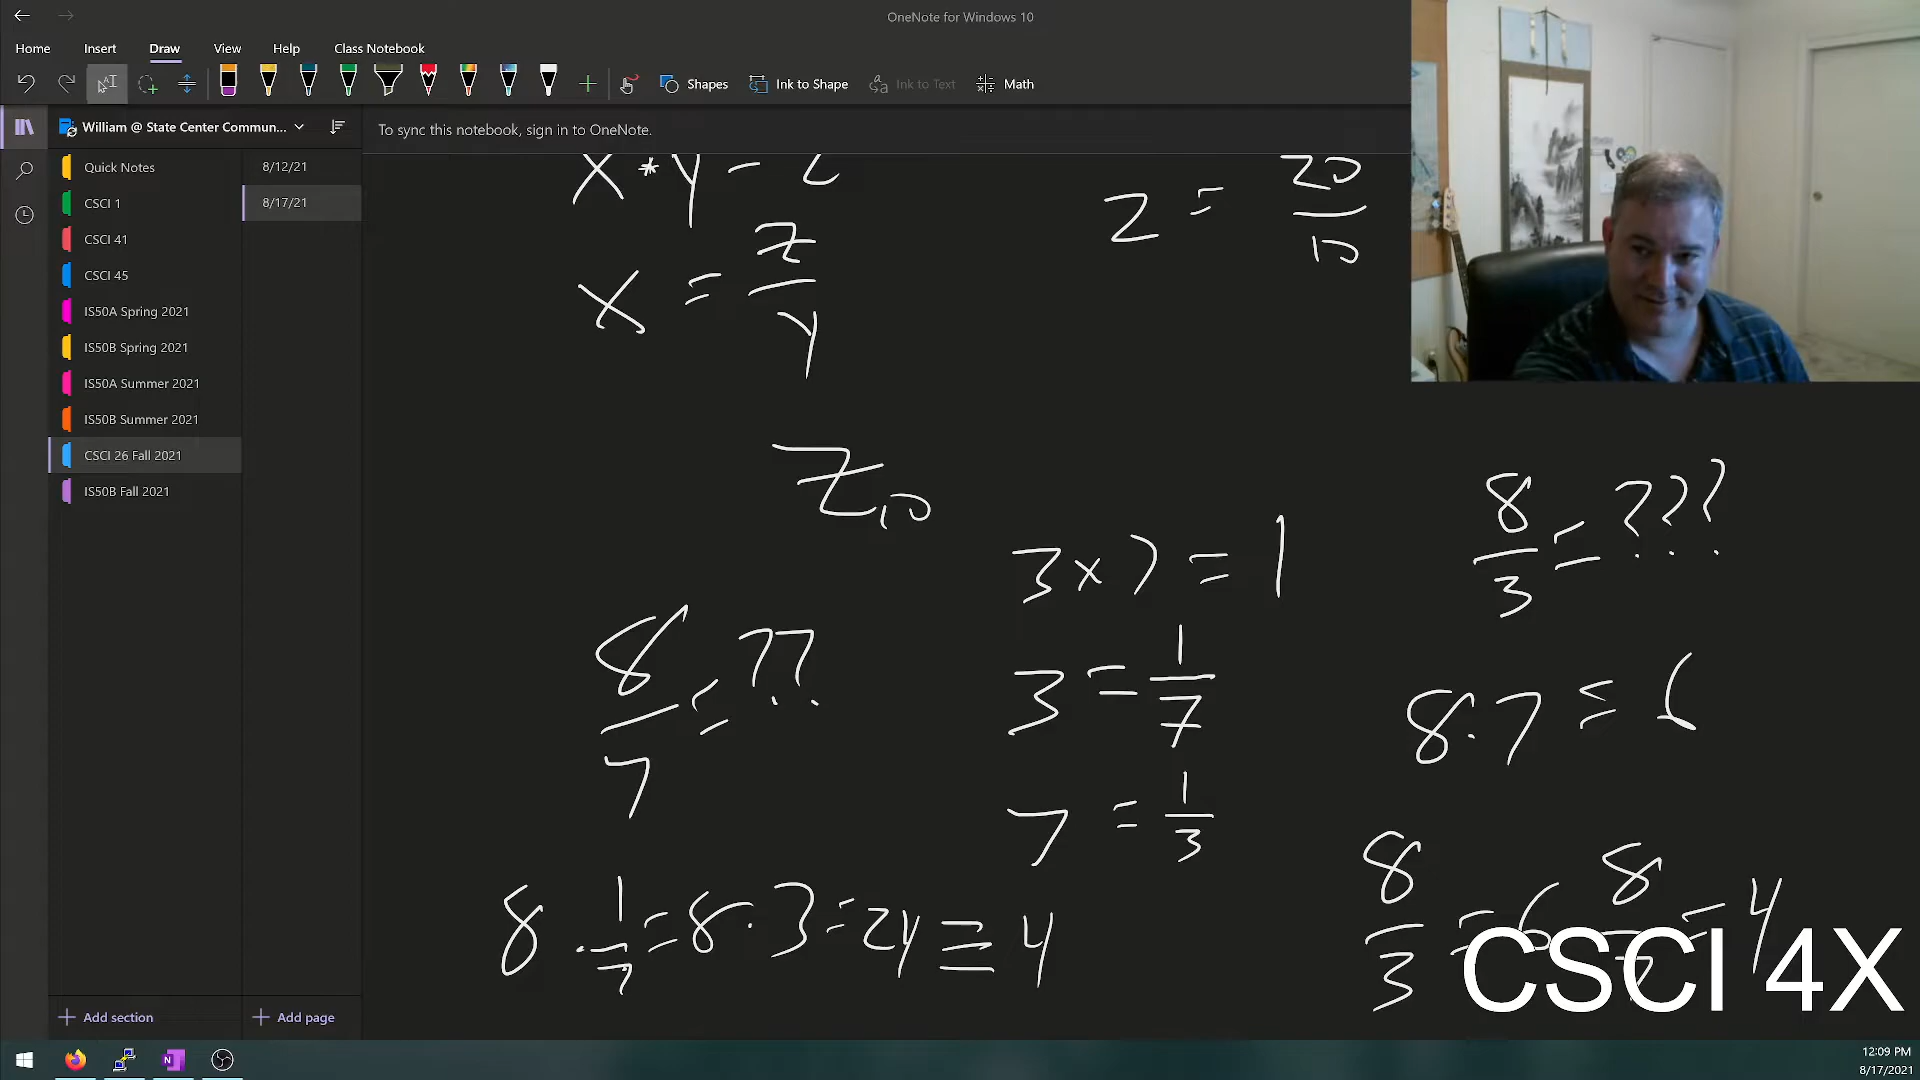 OneNote for Windows 10
Home Insert Draw View Help Class Notebook
Shapes Ink to Shape Ink to Text Math
William @ State Center Commun...
To sync this notebook, sign in to OneNote.
Quick Notes
CSCI 1
CSCI 41
CSCI 45
IS50A Spring 2021
IS50B Spring 2021
IS50A Summer 2021
IS50B Summer 2021
CSCI 26 Fall 2021
IS50B Fall 2021
8/12/21
8/17/21
X * Y = Z
X = Z/Y
Z = 20/10
Z₁₀
3 x 7 = 1
3 = 1/7
7 = 1/3
8/3 = ???
8·7 = 6
8/7 = ??
8 · 1/7 = 8 · 3 = 24 ≡ 4
8/3 = 6 8/7 = 4
CSCI 4X
Add section
Add page
12:09 PM
8/17/2021